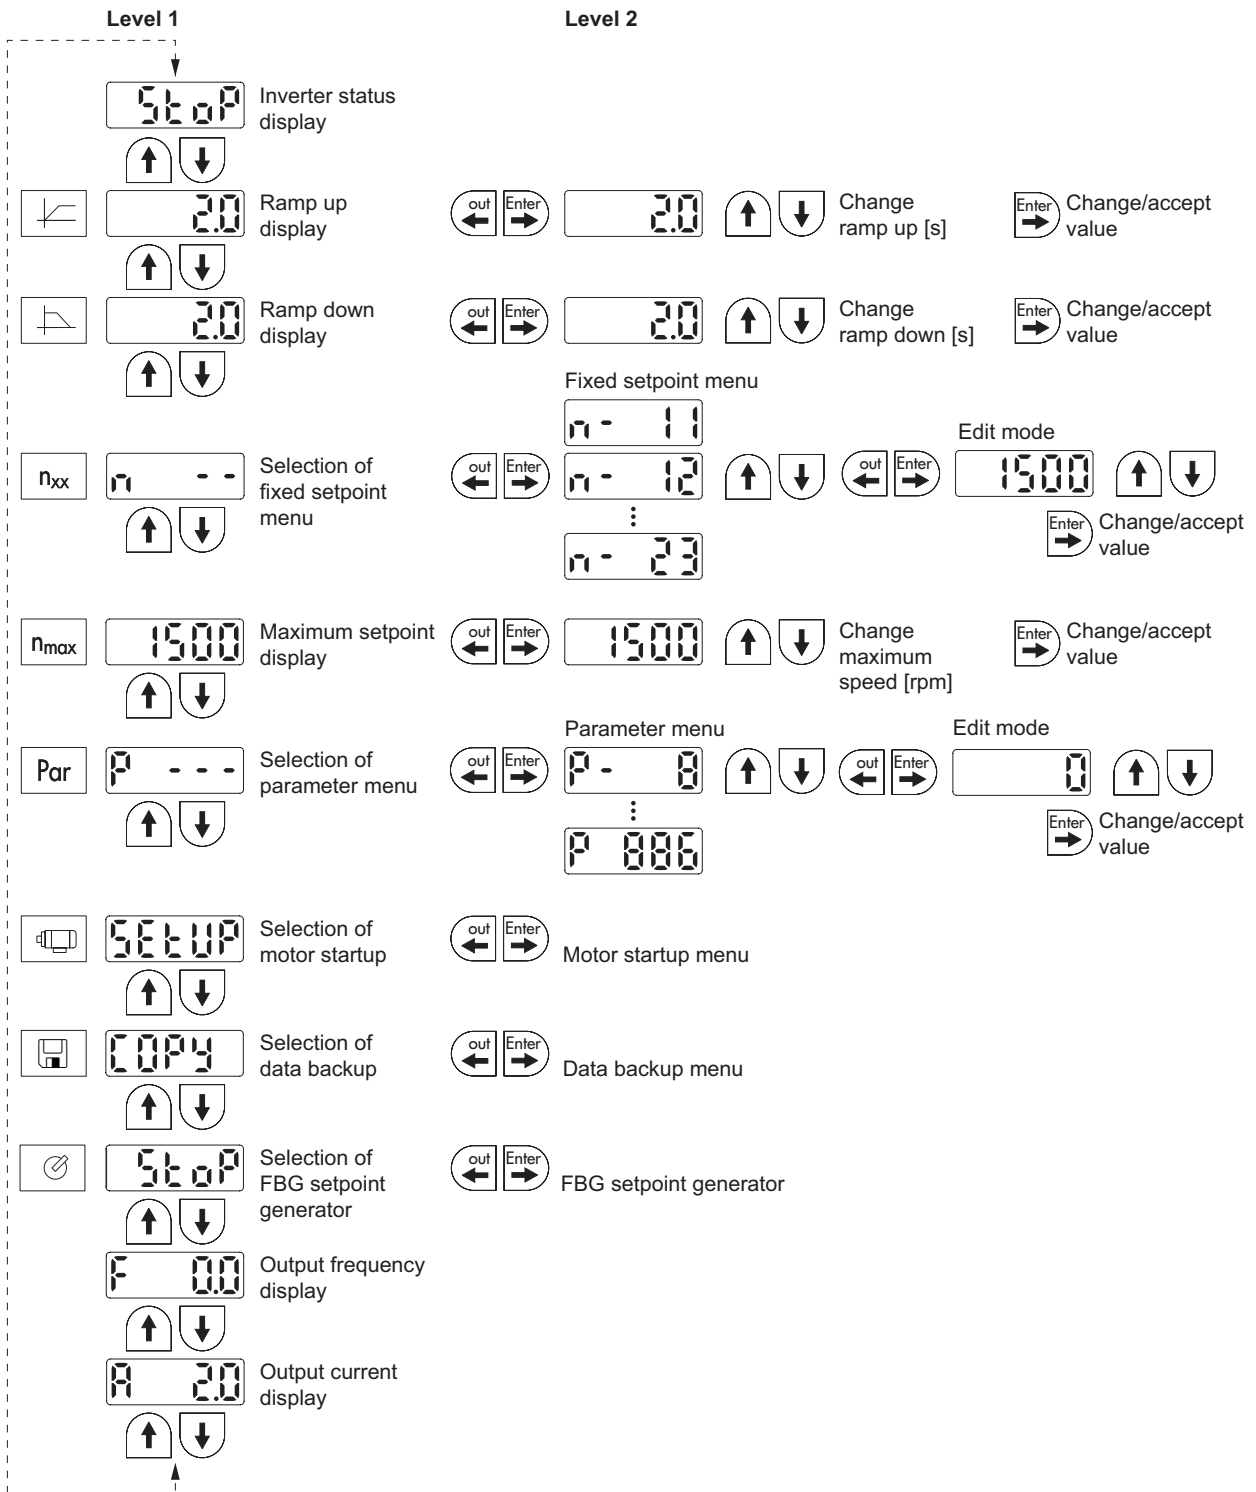 Level 1 Level 2
StoP Inverter status
display
2.0 Ramp up
display out Enter 2.0 Change
ramp up [s] Enter Change/accept
value
2.0 Ramp down
display out Enter 2.0 Change
ramp down [s] Enter Change/accept
value
Fixed setpoint menu
n- 11
Edit mode
nxx n -- Selection of
fixed setpoint
menu out Enter n- 12 out Enter 1500
⋮
Enter Change/accept
value
n- 23
nmax 1500 Maximum setpoint
display out Enter 1500 Change
maximum
speed [rpm] Enter Change/accept
value
Parameter menu Edit mode
Par P --- Selection of
parameter menu out Enter P- 8 out Enter 0
⋮
Enter Change/accept
value
P 886
SEtUP Selection of
motor startup out Enter Motor startup menu
COPY Selection of
data backup out Enter Data backup menu
StoP Selection of
FBG setpoint
generator out Enter FBG setpoint generator
F 0.0 Output frequency
display
A 2.0 Output current
display